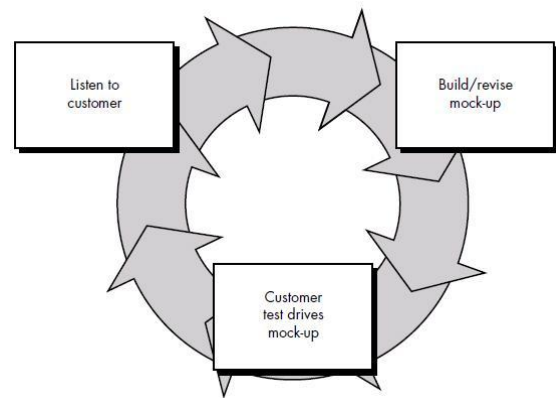 Listen to
customer
Build/revise
mock-up
Customer
test drives
mock-up